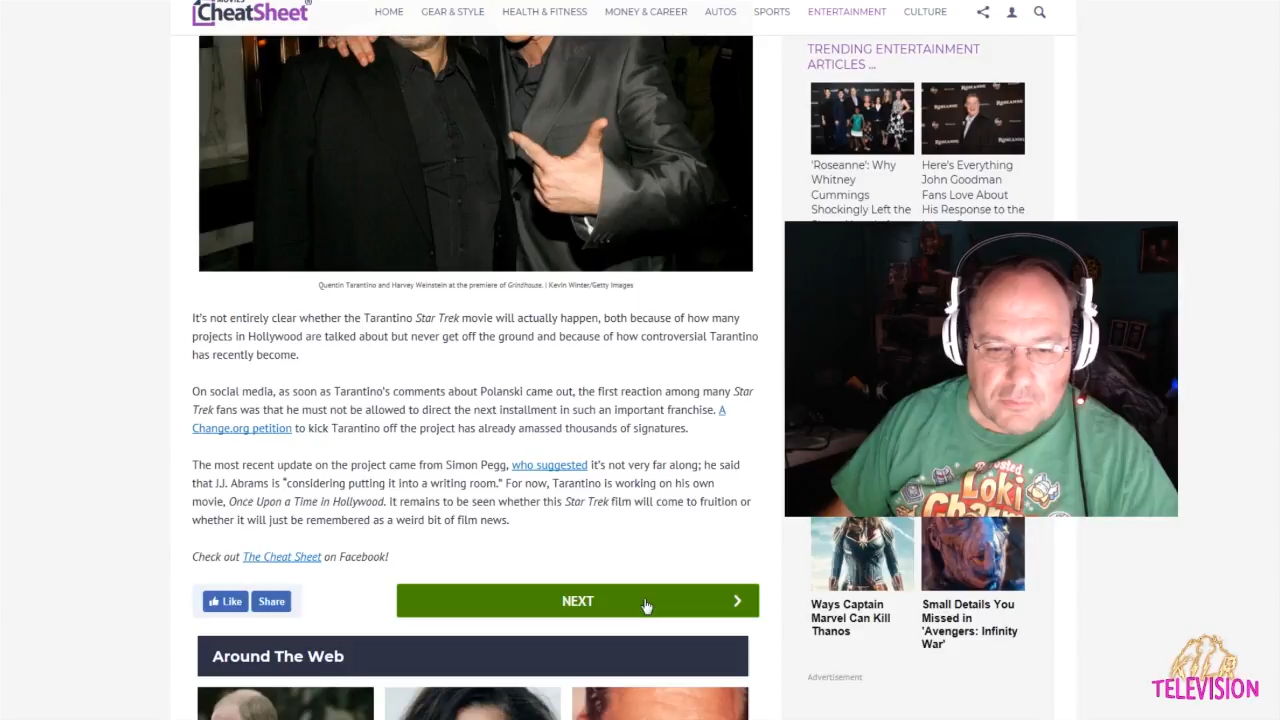 MOVIES
CheatSheet
HOME GEAR & STYLE HEALTH & FITNESS MONEY & CAREER AUTOS SPORTS ENTERTAINMENT CULTURE
Quentin Tarantino and Harvey Weinstein at the premiere of Grindhouse. | Kevin Winter/Getty Images
It's not entirely clear whether the Tarantino Star Trek movie will actually happen, both because of how many
projects in Hollywood are talked about but never get off the ground and because of how controversial Tarantino
has recently become.
On social media, as soon as Tarantino's comments about Polanski came out, the first reaction among many Star
Trek fans was that he must not be allowed to direct the next installment in such an important franchise. A
Change.org petition to kick Tarantino off the project has already amassed thousands of signatures.
The most recent update on the project came from Simon Pegg, who suggested it's not very far along; he said
that J.J. Abrams is “considering putting it into a writing room.” For now, Tarantino is working on his own
movie, Once Upon a Time in Hollywood. It remains to be seen whether this Star Trek film will come to fruition or
whether it will just be remembered as a weird bit of film news.
Check out The Cheat Sheet on Facebook!
Like Share
NEXT
Around The Web
TRENDING ENTERTAINMENT
ARTICLES ...
'Roseanne': Why
Whitney
Cummings
Shockingly Left the
Here's Everything
John Goodman
Fans Love About
His Response to the
Loki
Charms
Ways Captain
Marvel Can Kill
Thanos
Small Details You
Missed in
'Avengers: Infinity
War'
Advertisement
KILR
TELEVISION